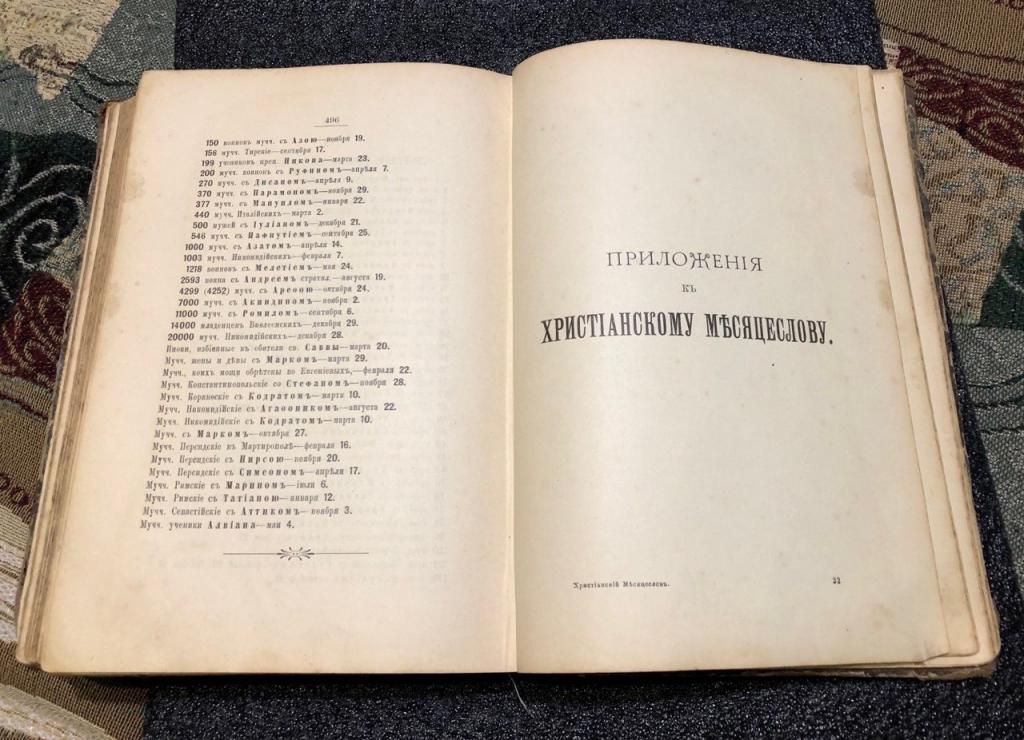 496
150 воиновъ мучч. съ Азою—ноября 19.
156 мучч. Тирскіе—сентября 17.
199 учениковъ преп. Никона—марта 23.
200 мучч. воиновъ съ Руфиномъ—апрѣля 7.
270 мучч. съ Дисаномъ—апрѣля 9.
370 мучч. съ Парамономъ—ноября 29.
377 мучч. съ Мануиломъ—января 22.
440 мучч. Италійскихъ—марта 2.
500 мужей съ Іуліаномъ—декабря 21.
546 мучч. съ Пафнутіемъ—сентября 25.
1000 мучч. съ Азатомъ—апрѣля 14.
1003 мучч. Никомидійскихъ—февраля 7.
1218 воиновъ съ Мелетіемъ—мая 24.
2593 воина съ Андреемъ стратил.—августа 19.
4299 (4252) мучч. съ Ареѳою—октября 24.
7000 мучч. съ Акиндиномъ—ноября 2.
11000 мучч. съ Ромиломъ—сентября 6.
14000 младенцевъ Виѳлеемскихъ—декабря 29.
20000 мучч. Никомидійскихъ—декабря 28.
Иноки, избіенные въ обители св. Саввы—марта 20.
Мучч. жены и дѣвы съ Маркомъ—марта 29.
Мучч., коихъ мощи обрѣтены во Евгеніевыхъ,—февраля 22.
Мучч. Константинопольскіе со Стефаномъ—ноября 28.
Мучч. Коринѳскіе съ Кодратомъ—марта 10.
Мучч. Никомидійскіе съ Агаѳоникомъ—августа 22.
Мучч. Никомидійскіе съ Кодратомъ—марта 10.
Мучч. съ Маркомъ—октября 27.
Мучч. Персидскіе въ Мартирополѣ—февраля 16.
Мучч. Персидскіе съ Нирсою—ноября 20.
Мучч. Персидскіе съ Симеономъ—апрѣля 17.
Мучч. Римскіе съ Мариномъ—іюля 6.
Мучч. Римскіе съ Татіаною—января 12.
Мучч. Севастійскіе съ Аттикомъ—ноября 3.
Мучч. ученики Алвіана—мая 4.
ПРИЛОЖЕНІЯ
КЪ
ХРИСТІАНСКОМУ МѢСЯЦЕСЛОВУ.
Христіанскій Мѣсяцесловъ. 32